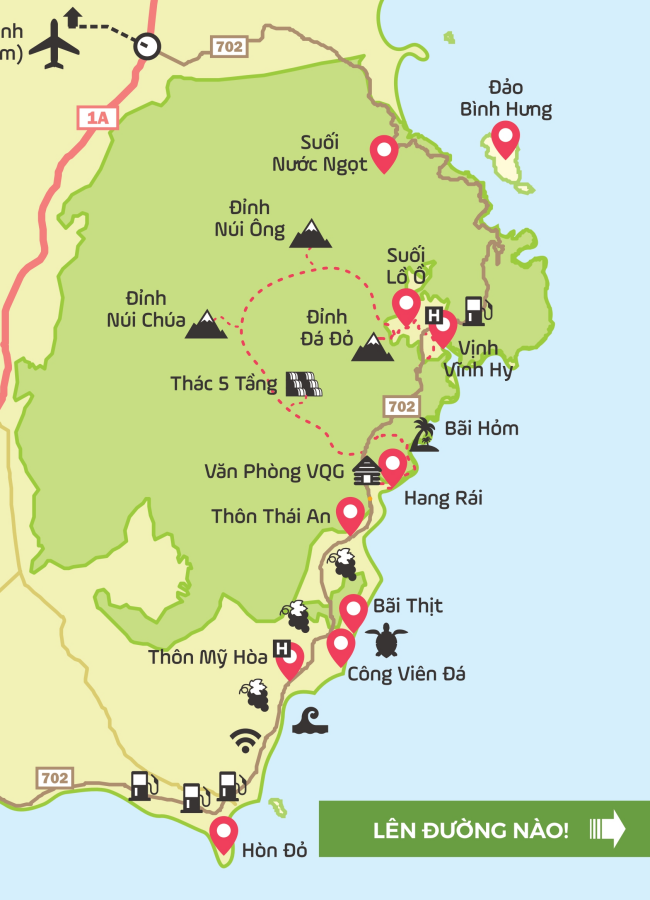 nh
m)
702
1A
Đảo
Bình Hưng
Suối
Nước Ngọt
Đỉnh
Núi Ông
Suối
Lồ Ồ
H
Đỉnh
Núi Chúa
Đỉnh
Đá Đỏ
Vịnh
Vĩnh Hy
Thác 5 Tầng
702
Bãi Hỏm
Văn Phòng VQG
Hang Rái
Thôn Thái An
Bãi Thịt
H
Thôn Mỹ Hòa
Công Viên Đá
702
LÊN ĐƯỜNG NÀO!
Hòn Đỏ